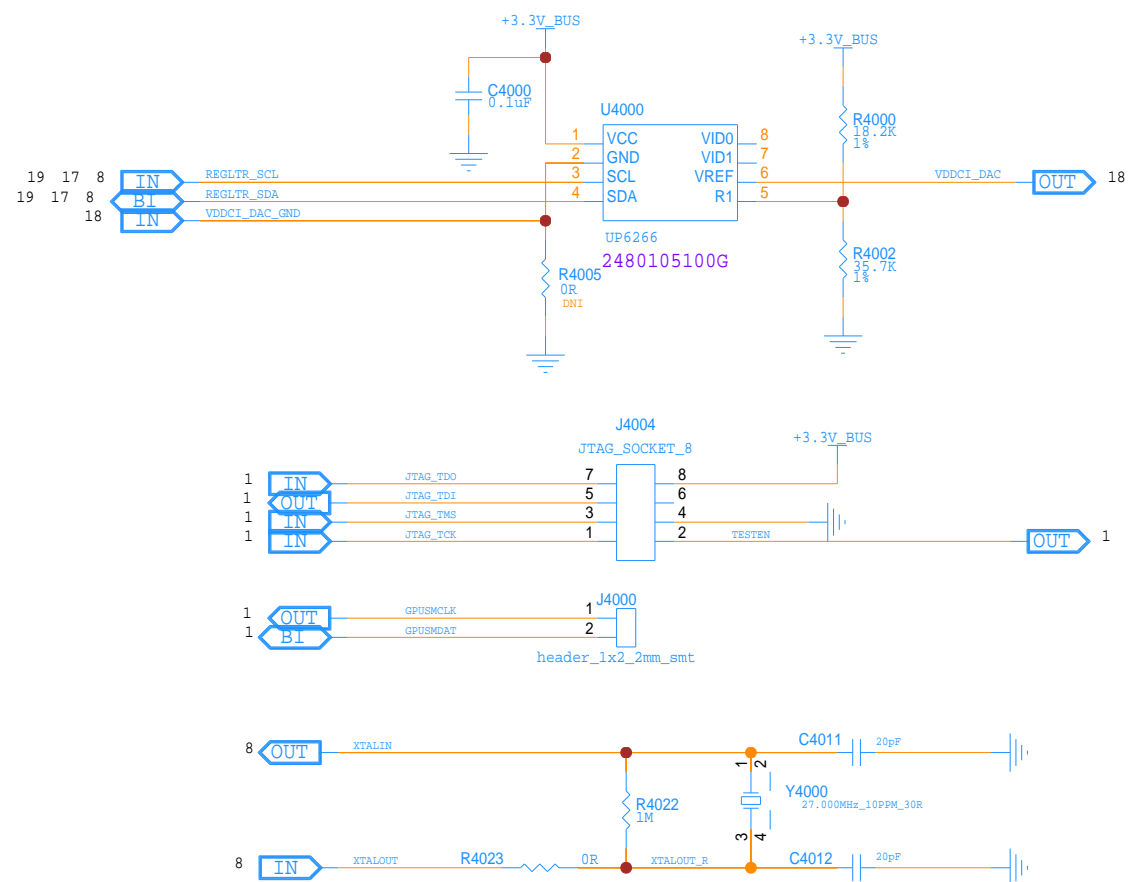 +3.3V_BUS
+3.3V_BUS
C4000
0.1uF
U4000
R4000
18.2K
1%
1 VCC VID0 8
2 GND VID1 7
19 17 8 IN REGLTR_SCL 3 SCL VREF 6 VDDCI_DAC OUT 18
19 17 8 BI REGLTR_SDA 4 SDA R1 5
18 IN VDDCI_DAC_GND
UP6266
2480105100G
R4002
35.7K
1%
R4005
0R
DNI
J4004
JTAG_SOCKET_8
+3.3V_BUS
1 IN JTAG_TDO 7 8
1 OUT JTAG_TDI 5 6
1 IN JTAG_TMS 3 4
1 IN JTAG_TCK 1 2 TESTEN OUT 1
J4000
1 OUT GPUSMCLK 1
1 BI GPUSMDAT 2
header_1x2_2mm_smt
8 OUT XTALIN C4011 20pF
1 2
R4022
1M
Y4000
27.000MHz_10PPM_30R
3 4
8 IN XTALOUT R4023 0R XTALOUT_R C4012 20pF